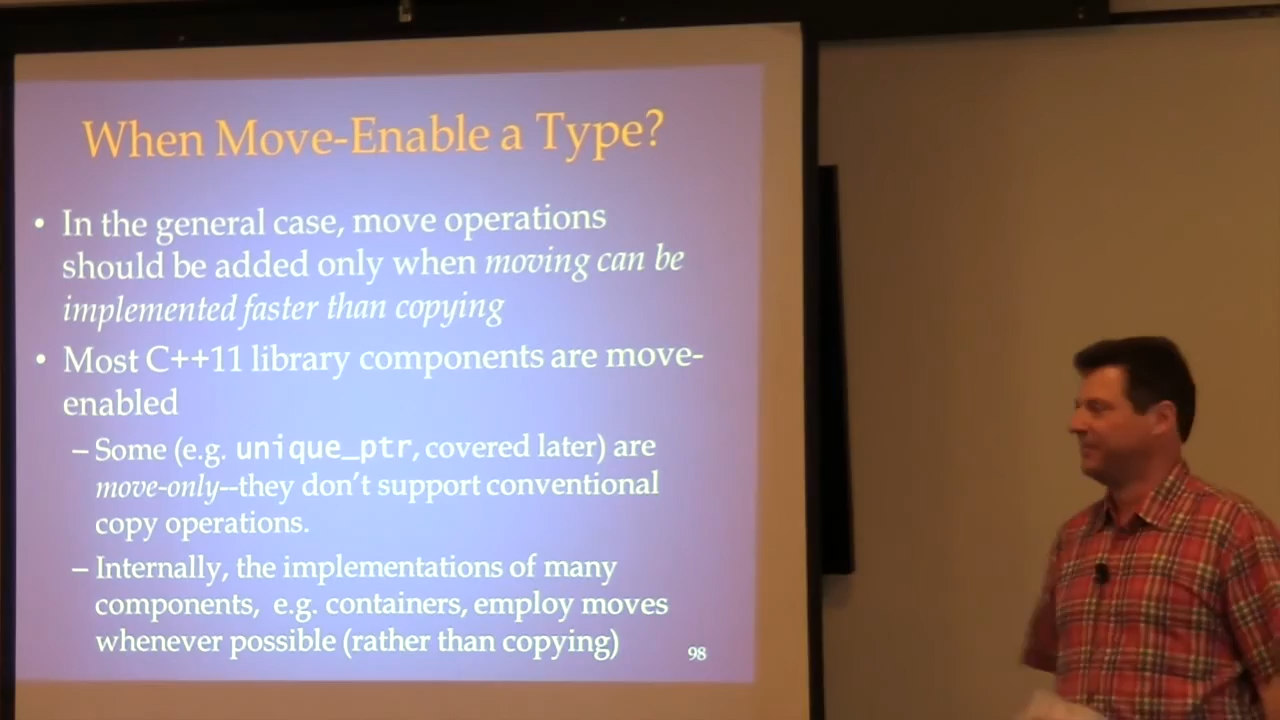 When Move-Enable a Type?
• In the general case, move operations
should be added only when moving can be
implemented faster than copying
• Most C++11 library components are move-
enabled
– Some (e.g. unique_ptr, covered later) are
move-only--they don't support conventional
copy operations.
– Internally, the implementations of many
components, e.g. containers, employ moves
whenever possible (rather than copying)
98